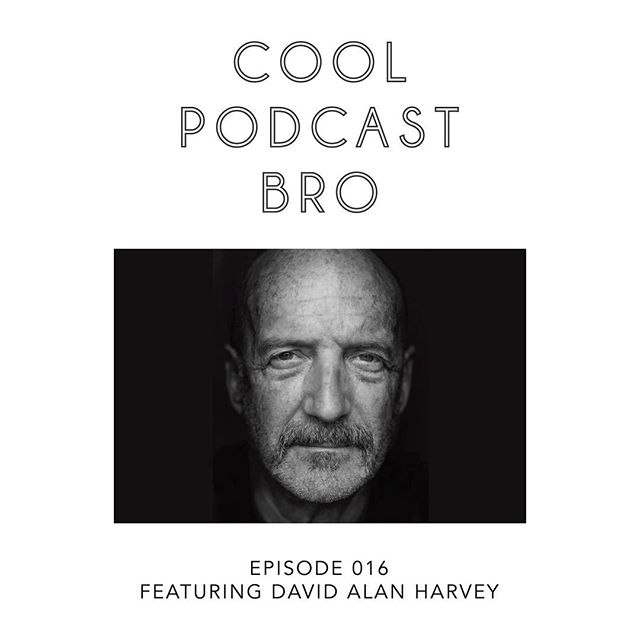 COOL
PODCAST
BRO
EPISODE 016
FEATURING DAVID ALAN HARVEY